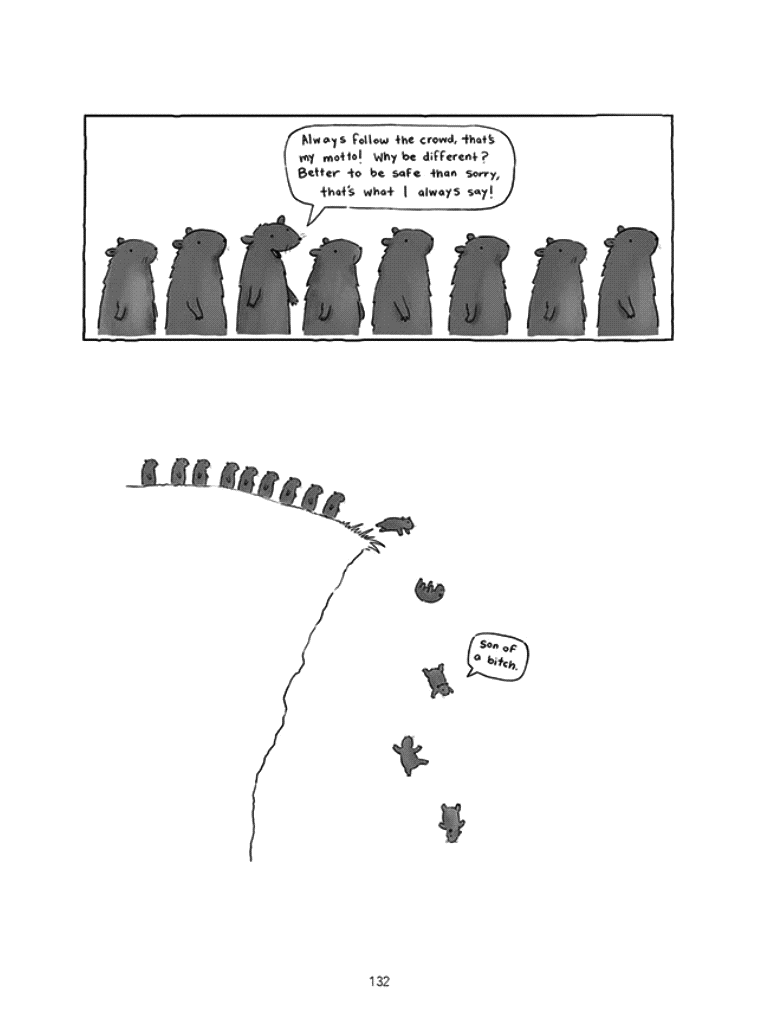 Always follow the crowd, that's
my motto! Why be different?
Better to be safe than sorry,
that's what I always say!
Son of
a bitch.
132